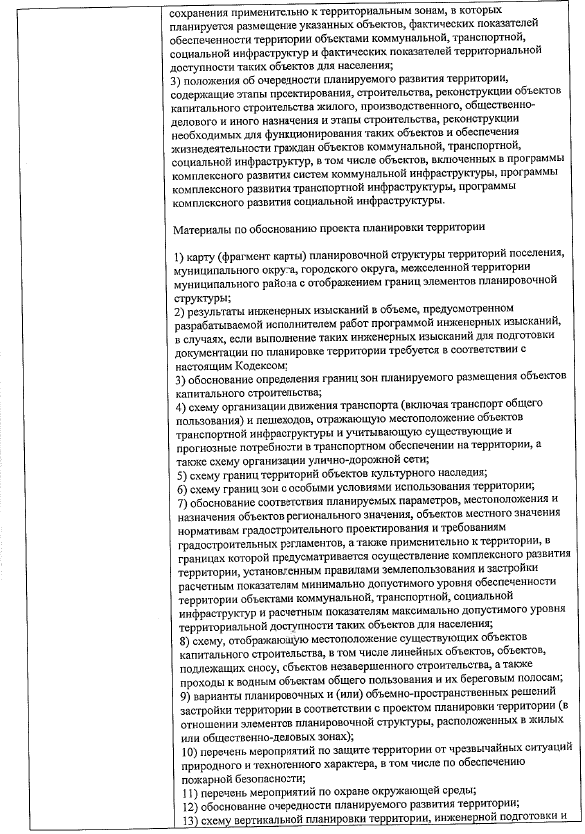 сохранения применительно к территориальным зонам, в которых
планируется размещение указанных объектов, фактических показателей
обеспеченности территории объектами коммунальной, транспортной,
социальной инфраструктур и фактических показателей территориальной
доступности таких объектов для населения;
3) положения об очередности планируемого развития территории,
содержащие этапы проектирования, строительства, реконструкции объектов
капитального строительства жилого, производственного, общественно-
делового и иного назначения и этапы строительства, реконструкции
необходимых для функционирования таких объектов и обеспечения
жизнедеятельности граждан объектов коммунальной, транспортной,
социальной инфраструктур, в том числе объектов, включенных в программы
комплексного развития систем коммунальной инфраструктуры, программы
комплексного развития транспортной инфраструктуры, программы
комплексного развития социальной инфраструктуры.
Материалы по обоснованию проекта планировки территории
1) карту (фрагмент карты) планировочной структуры территорий поселения,
муниципального округа, городского округа, межселенной территории
муниципального района с отображением границ элементов планировочной
структуры;
2) результаты инженерных изысканий в объеме, предусмотренном
разрабатываемой исполнителем работ программой инженерных изысканий,
в случаях, если выполнение таких инженерных изысканий для подготовки
документации по планировке территории требуется в соответствии с
настоящим Кодексом;
3) обоснование определения границ зон планируемого размещения объектов
капитального строительства;
4) схему организации движения транспорта (включая транспорт общего
пользования) и пешеходов, отражающую местоположение объектов
транспортной инфраструктуры и учитывающую существующие и
прогнозные потребности в транспортном обеспечении на территории, а
также схему организации улично-дорожной сети;
5) схему границ территорий объектов культурного наследия;
6) схему границ зон с особыми условиями использования территории;
7) обоснование соответствия планируемых параметров, местоположения и
назначения объектов регионального значения, объектов местного значения
нормативам градостроительного проектирования и требованиям
градостроительных регламентов, а также применительно к территории, в
границах которой предусматривается осуществление комплексного развития
территории, установленным правилами землепользования и застройки
расчетным показателям минимально допустимого уровня обеспеченности
территории объектами коммунальной, транспортной, социальной
инфраструктур и расчетным показателям максимально допустимого уровня
территориальной доступности таких объектов для населения;
8) схему, отображающую местоположение существующих объектов
капитального строительства, в том числе линейных объектов, объектов,
подлежащих сносу, объектов незавершенного строительства, а также
проходы к водным объектам общего пользования и их береговым полосам;
9) варианты планировочных и (или) объемно-пространственных решений
застройки территории в соответствии с проектом планировки территории (в
отношении элементов планировочной структуры, расположенных в жилых
или общественно-деловых зонах);
10) перечень мероприятий по защите территории от чрезвычайных ситуаций
природного и техногенного характера, в том числе по обеспечению
пожарной безопасности;
11) перечень мероприятий по охране окружающей среды;
12) обоснование очередности планируемого развития территории;
13) схему вертикальной планировки территории, инженерной подготовки и